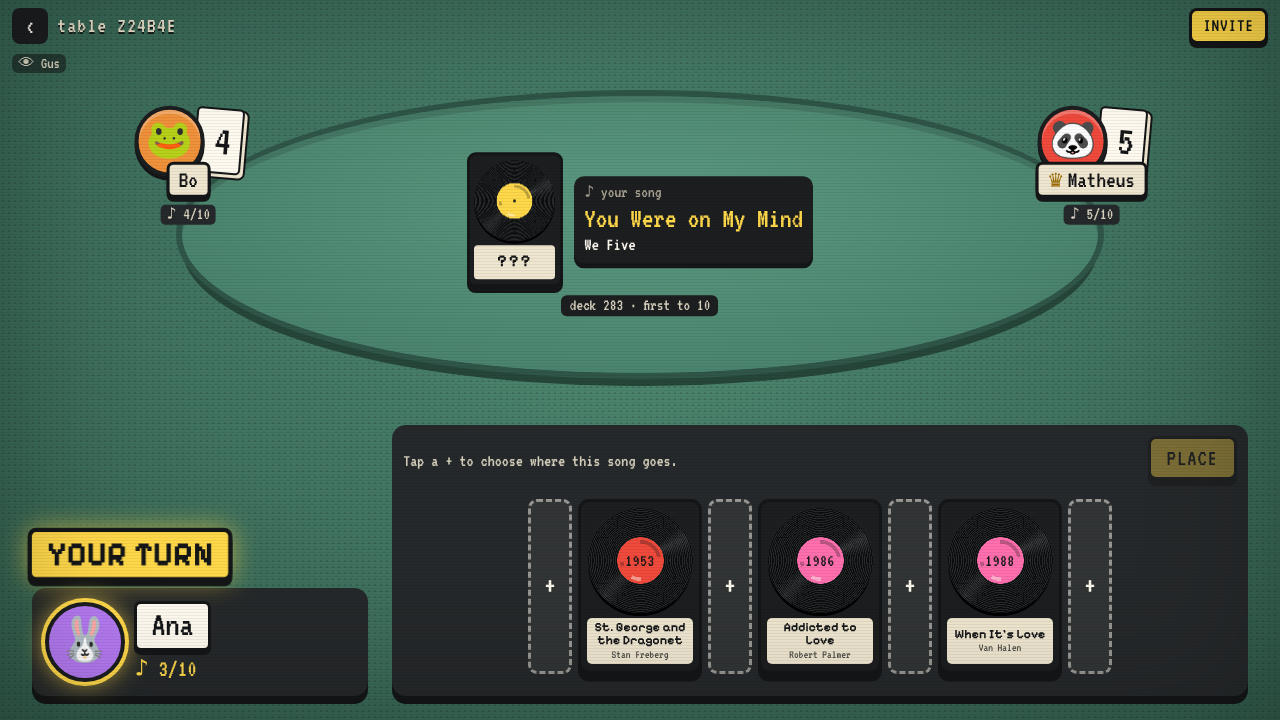 ❮ table Z24B4E
INVITE
Gus
4
Bo
♪ 4/10
5
Matheus
♪ 5/10
???
♪ your song
You Were on My Mind
We Five
deck 283 · first to 10
Tap a + to choose where this song goes.
PLACE
+
1953
St. George and
the Dragonet
Stan Freberg
+
1986
Addicted to
Love
Robert Palmer
+
1988
When It's Love
Van Halen
+
YOUR TURN
Ana
♪ 3/10